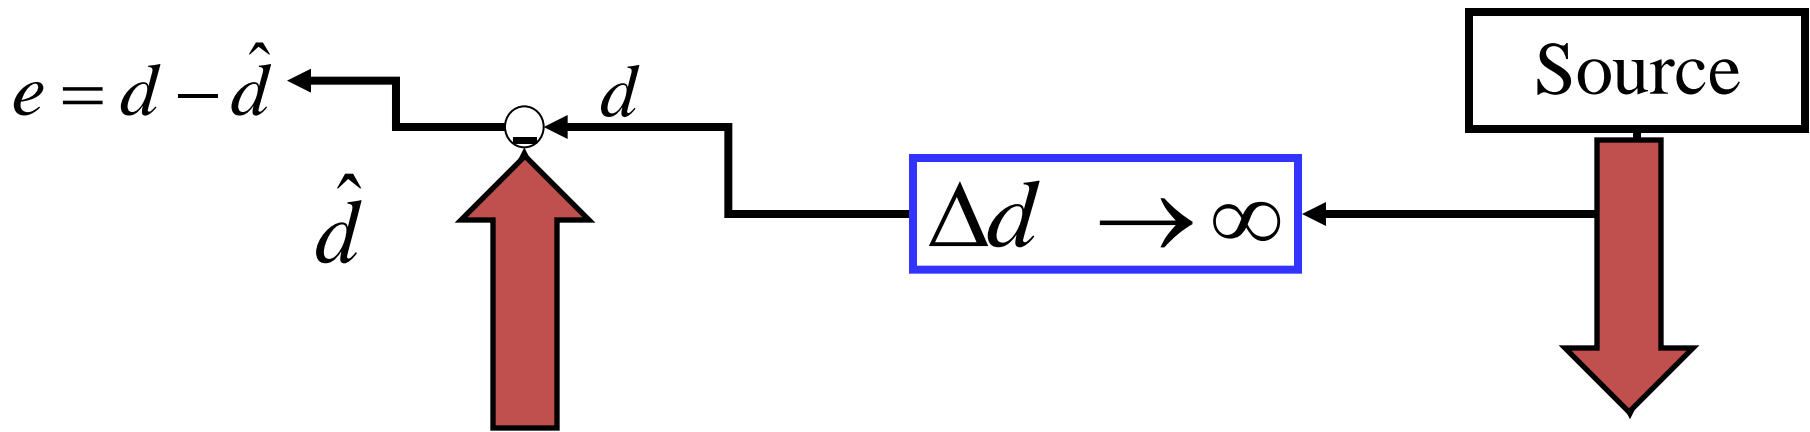 Source
e = d − d̂
d
d̂
Δd → ∞
−